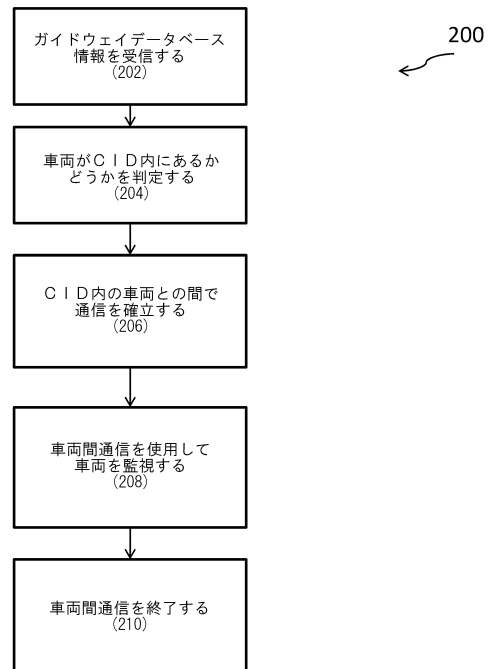 200
ガイドウェイデータベース
情報を受信する
(202)
車両がＣＩＤ内にあるか
どうかを判定する
(204)
ＣＩＤ内の車両との間で
通信を確立する
(206)
車両間通信を使用して
車両を監視する
(208)
車両間通信を終了する
(210)